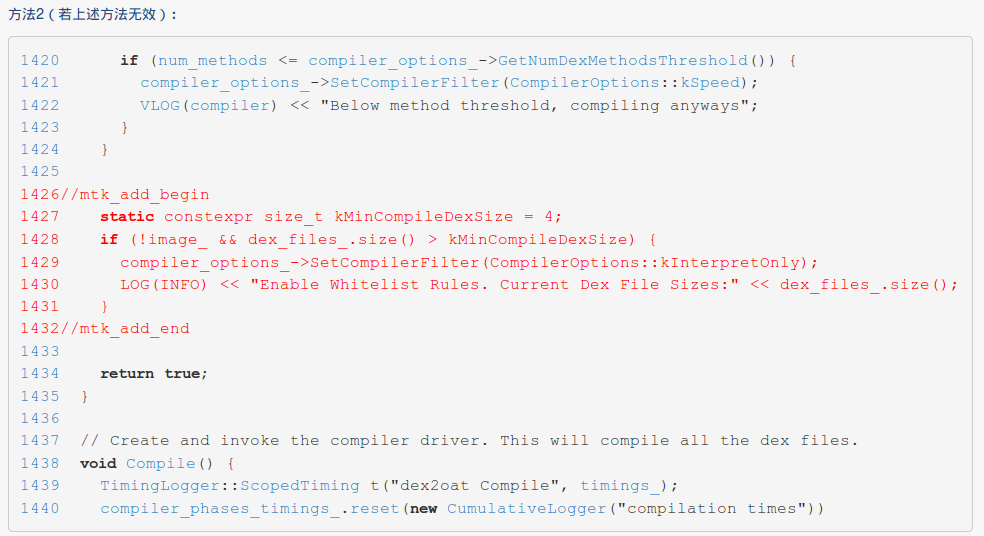 方法2（若上述方法无效）：
1420      if (num_methods <= compiler_options_->GetNumDexMethodsThreshold()) {
1421        compiler_options_->SetCompilerFilter(CompilerOptions::kSpeed);
1422        VLOG(compiler) << "Below method threshold, compiling anyways";
1423      }
1424    }
1425
1426//mtk_add_begin
1427    static constexpr size_t kMinCompileDexSize = 4;
1428    if (!image_ && dex_files_.size() > kMinCompileDexSize) {
1429      compiler_options_->SetCompilerFilter(CompilerOptions::kInterpretOnly);
1430      LOG(INFO) << "Enable Whitelist Rules. Current Dex File Sizes:" << dex_files_.size();
1431    }
1432//mtk_add_end
1433
1434    return true;
1435  }
1436
1437  // Create and invoke the compiler driver. This will compile all the dex files.
1438  void Compile() {
1439    TimingLogger::ScopedTiming t("dex2oat Compile", timings_);
1440    compiler_phases_timings_.reset(new CumulativeLogger("compilation times"))